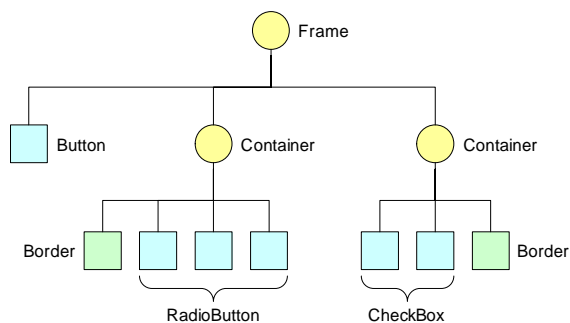 Frame
Button
Container
Container
Border
Border
RadioButton
CheckBox